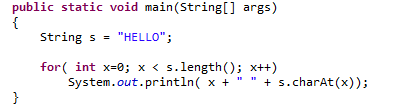 public static void main(String[] args)
{
    String s = "HELLO";
    for( int x=0; x < s.length(); x++)
        System.out.println( x + " " + s.charAt(x));
}